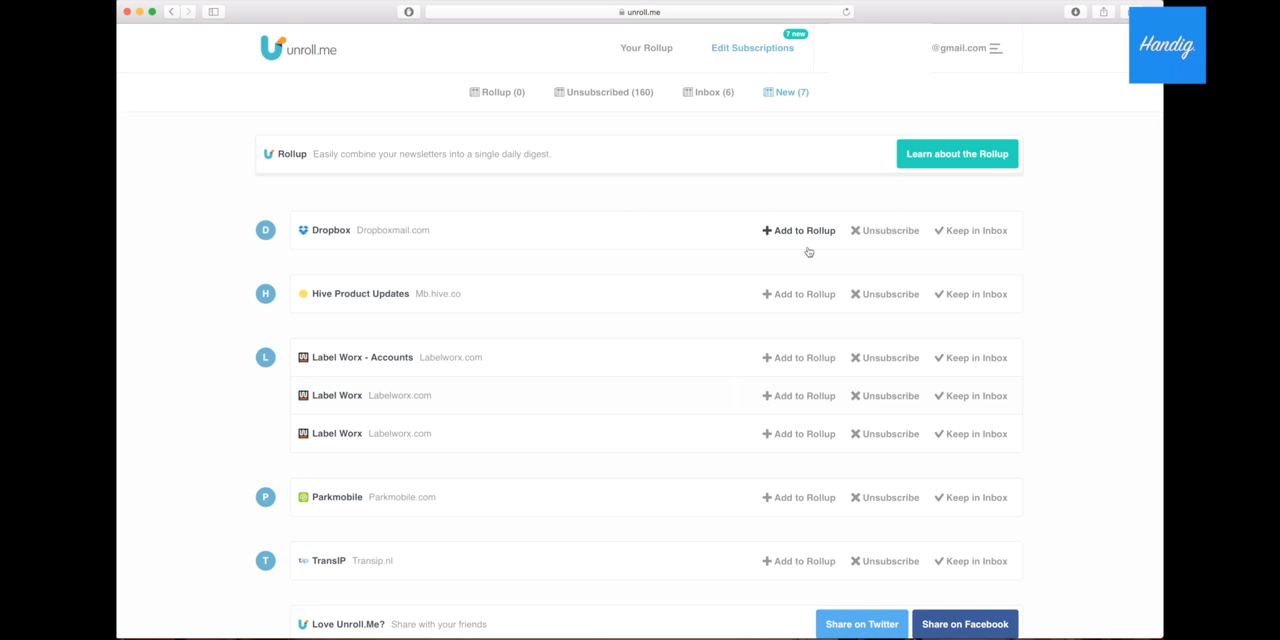 unroll.me
Handig.
unroll.me
Your Rollup
7 new
Edit Subscriptions
@gmail.com
Rollup (0)
Unsubscribed (160)
Inbox (6)
New (7)
Rollup Easily combine your newsletters into a single daily digest.
Learn about the Rollup
D Dropbox Dropboxmail.com Add to Rollup Unsubscribe Keep in Inbox
H Hive Product Updates Mb.hive.co Add to Rollup Unsubscribe Keep in Inbox
L Label Worx - Accounts Labelworx.com Add to Rollup Unsubscribe Keep in Inbox
Label Worx Labelworx.com Add to Rollup Unsubscribe Keep in Inbox
Label Worx Labelworx.com Add to Rollup Unsubscribe Keep in Inbox
P Parkmobile Parkmobile.com Add to Rollup Unsubscribe Keep in Inbox
T TransIP Transip.nl Add to Rollup Unsubscribe Keep in Inbox
Love Unroll.Me? Share with your friends Share on Twitter Share on Facebook